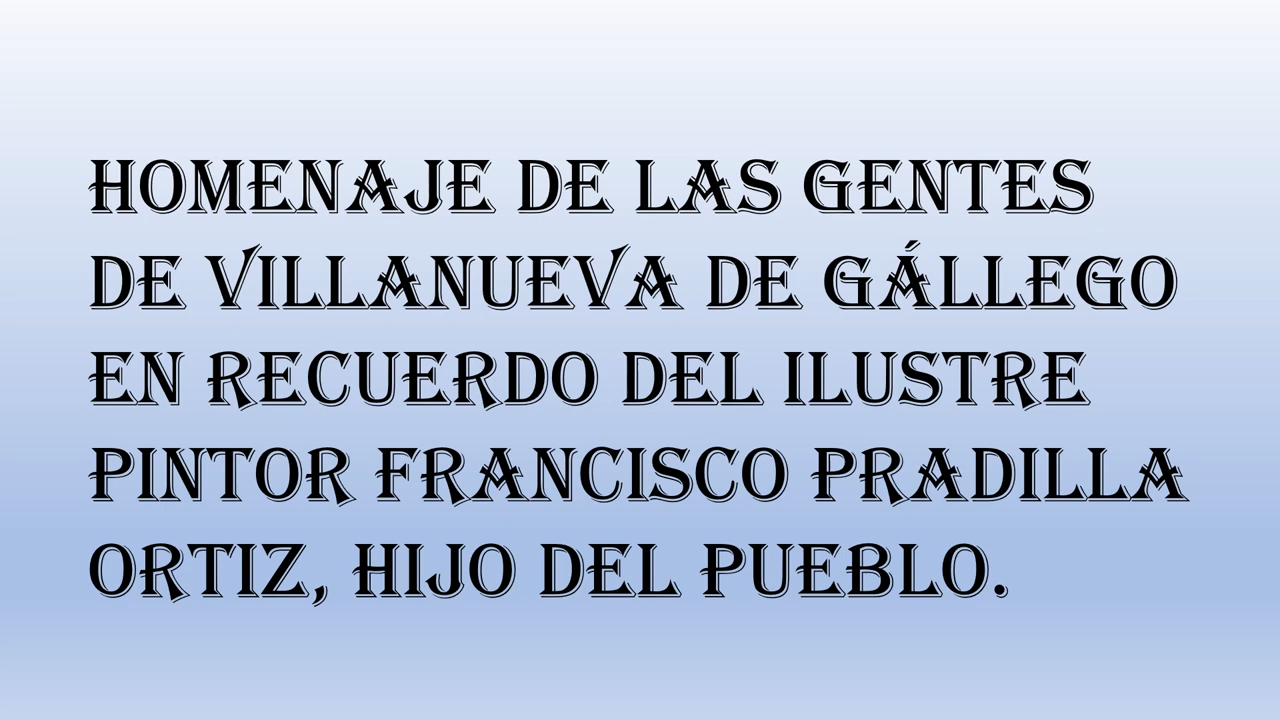 HOMENAJE DE LAS GENTES
DE VILLANUEVA DE GÁLLEGO
EN RECUERDO DEL ILUSTRE
PINTOR FRANCISCO PRADILLA
ORTIZ, HIJO DEL PUEBLO.